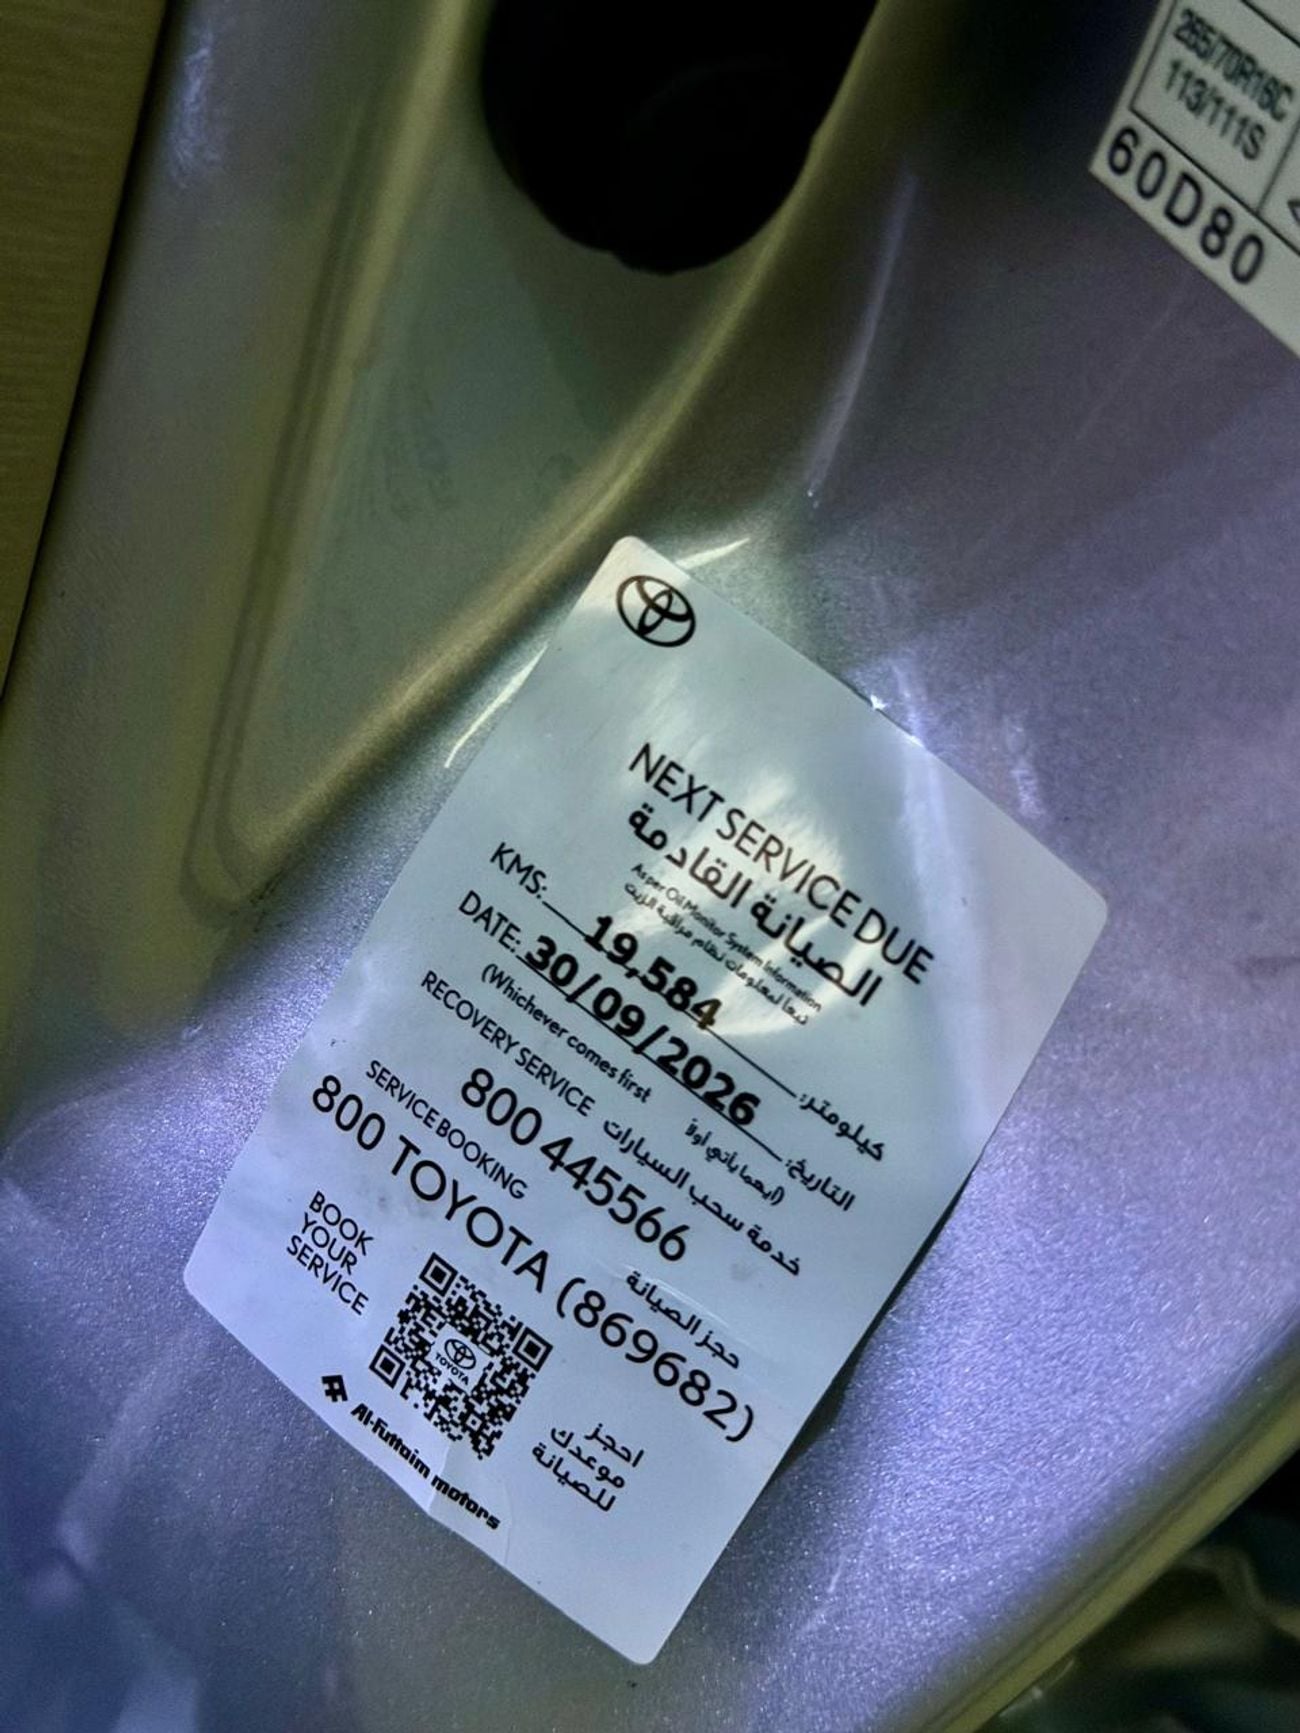 265/70R16C
113/111S
60D80
NEXT SERVICE DUE
الصيانة القادمة
As per Oil Monitor System Information
تبعاً لمعلومات نظام مراقبة الزيت
KMS: 19,584 كيلومتر:
DATE: 30/09/2026 التاريخ:
(Whichever comes first أيهما يأتي أولاً)
RECOVERY SERVICE خدمة سحب السيارات
800 445566
SERVICE BOOKING حجز الصيانة
800 TOYOTA (869682)
BOOK
YOUR
SERVICE
TOYOTA
احجز
موعدك
للصيانة
Al-Futtaim motors